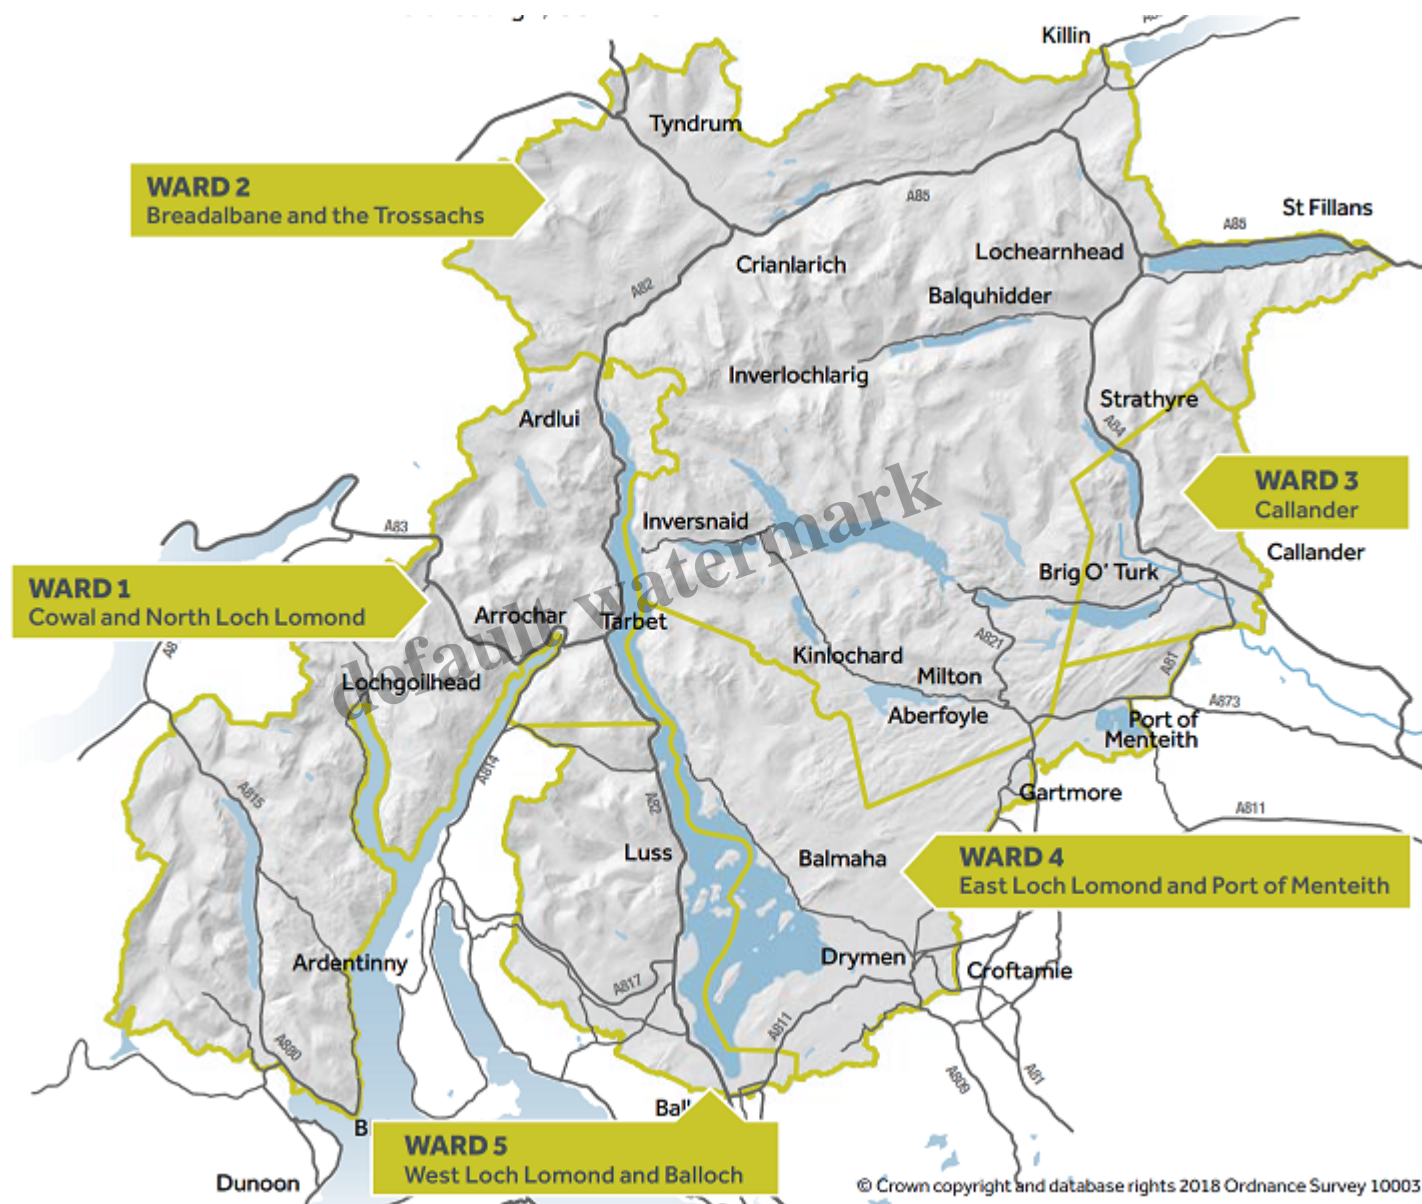 Killin
Tyndrum
WARD 2
Breadalbane and the Trossachs
A85
St Fillans
A85
Lochearnhead
Crianlarich
A82
Balquhidder
Inverlochlarig
Strathyre
Ardlui
A84
WARD 3
Callander
Inversnaid
A83
Callander
Brig O' Turk
WARD 1
Cowal and North Loch Lomond
Arrochar
Tarbet
default watermark
A821
Kinlochard
A81
Lochgoilhead
Milton
Aberfoyle
A873
Port of
Menteith
A814
A815
Gartmore
A82
A811
Luss
Balmaha
WARD 4
East Loch Lomond and Port of Menteith
Ardentinny
Drymen
Croftamie
A817
A811
A880
A809
A81
WARD 5
West Loch Lomond and Balloch
Dunoon
© Crown copyright and database rights 2018 Ordnance Survey 10003